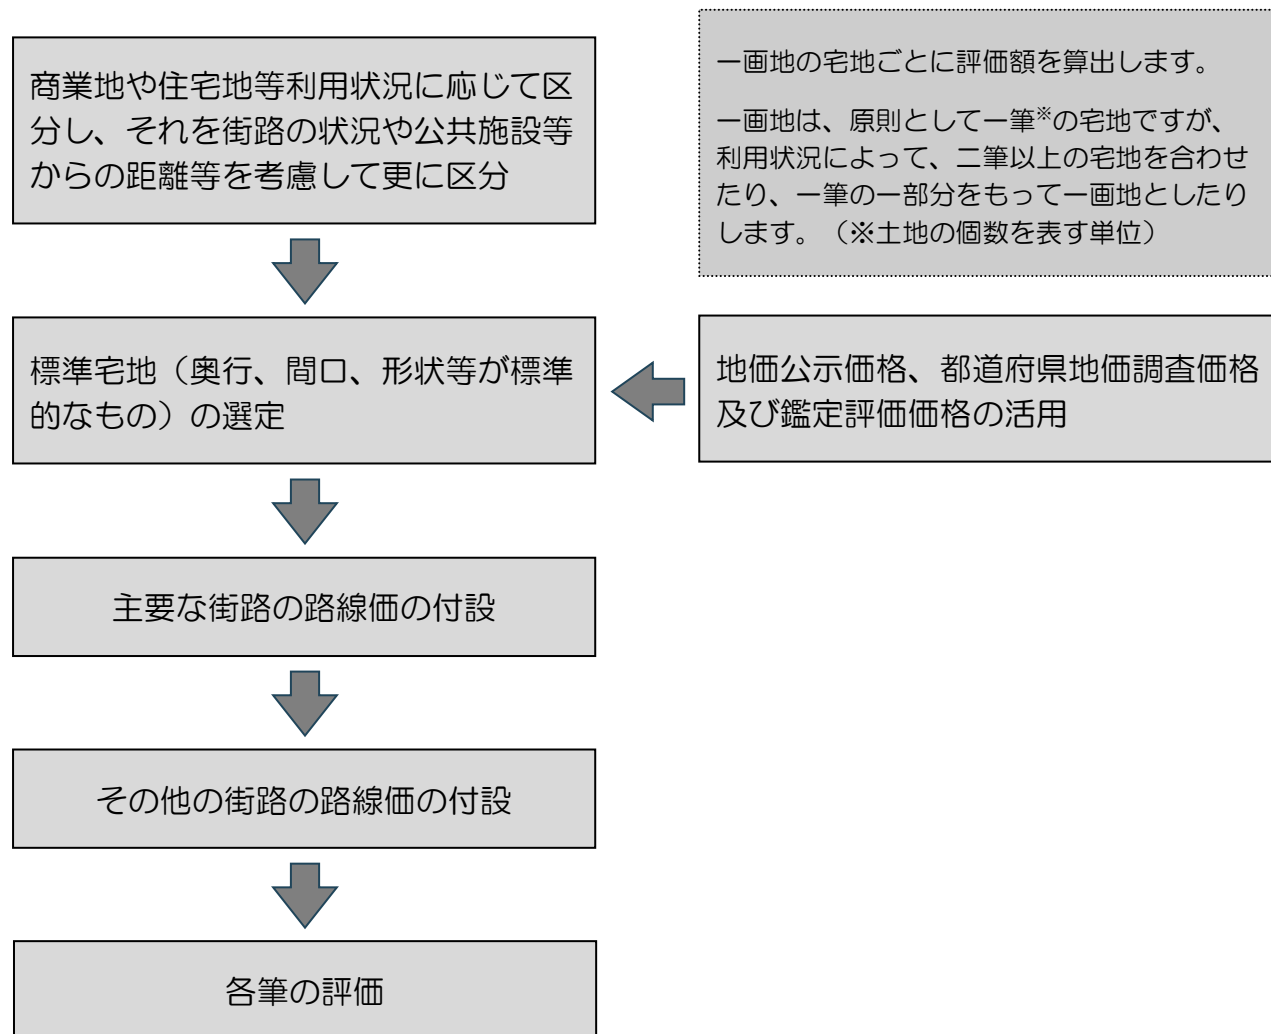 商業地や住宅地等利用状況に応じて区
分し、それを街路の状況や公共施設等
からの距離等を考慮して更に区分
一画地の宅地ごとに評価額を算出します。
一画地は、原則として一筆※の宅地ですが、
利用状況によって、二筆以上の宅地を合わせ
たり、一筆の一部分をもって一画地としたり
します。（※土地の個数を表す単位）
標準宅地（奥行、間口、形状等が標準
的なもの）の選定
地価公示価格、都道府県地価調査価格
及び鑑定評価価格の活用
主要な街路の路線価の付設
その他の街路の路線価の付設
各筆の評価